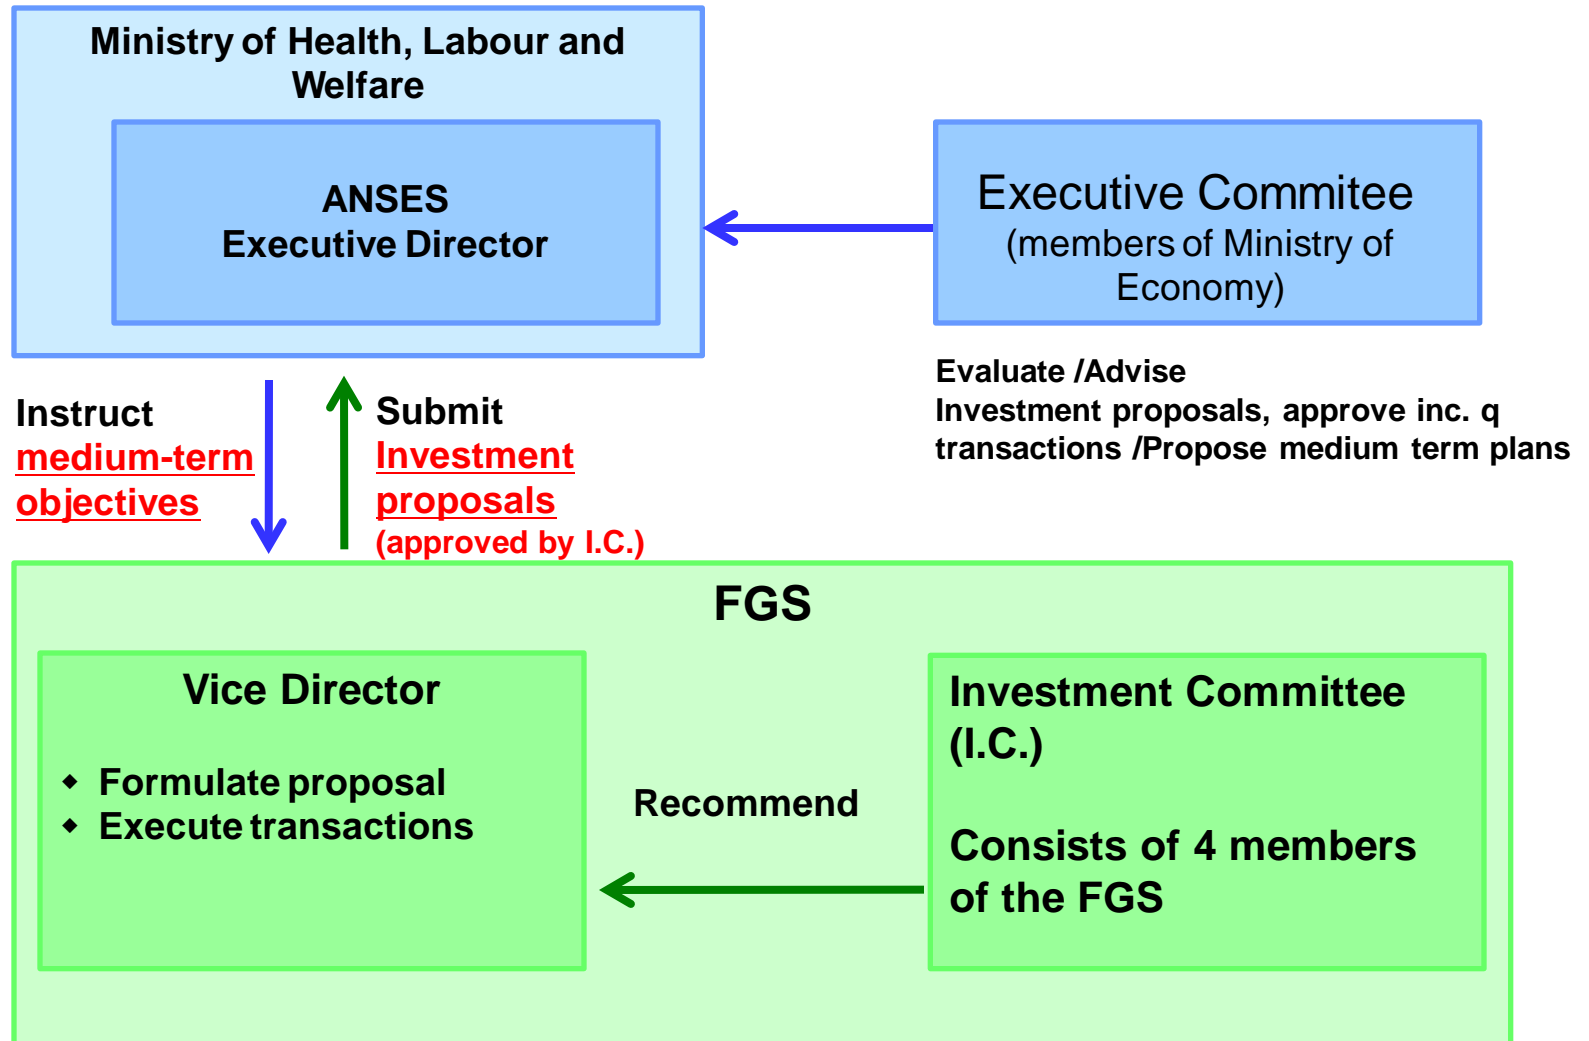 Ministry of Health, Labour and
Welfare
ANSES
Executive Director
Executive Commitee
(members of Ministry of
Economy)
Evaluate /Advise
Investment proposals, approve inc. q
transactions /Propose medium term plans
Instruct
medium-term
objectives
Submit
Investment
proposals
(approved by I.C.)
FGS
Vice Director
◆ Formulate proposal
◆ Execute transactions
Recommend
Investment Committee
(I.C.)
Consists of 4 members
of the FGS